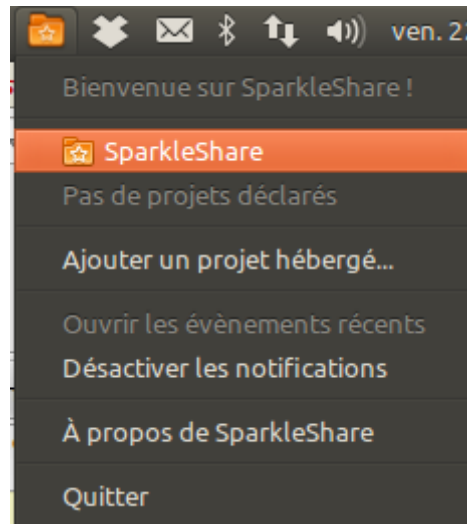 ven. 2
Bienvenue sur SparkleShare !
SparkleShare
Pas de projets déclarés
Ajouter un projet hébergé...
Ouvrir les évènements récents
Désactiver les notifications
À propos de SparkleShare
Quitter